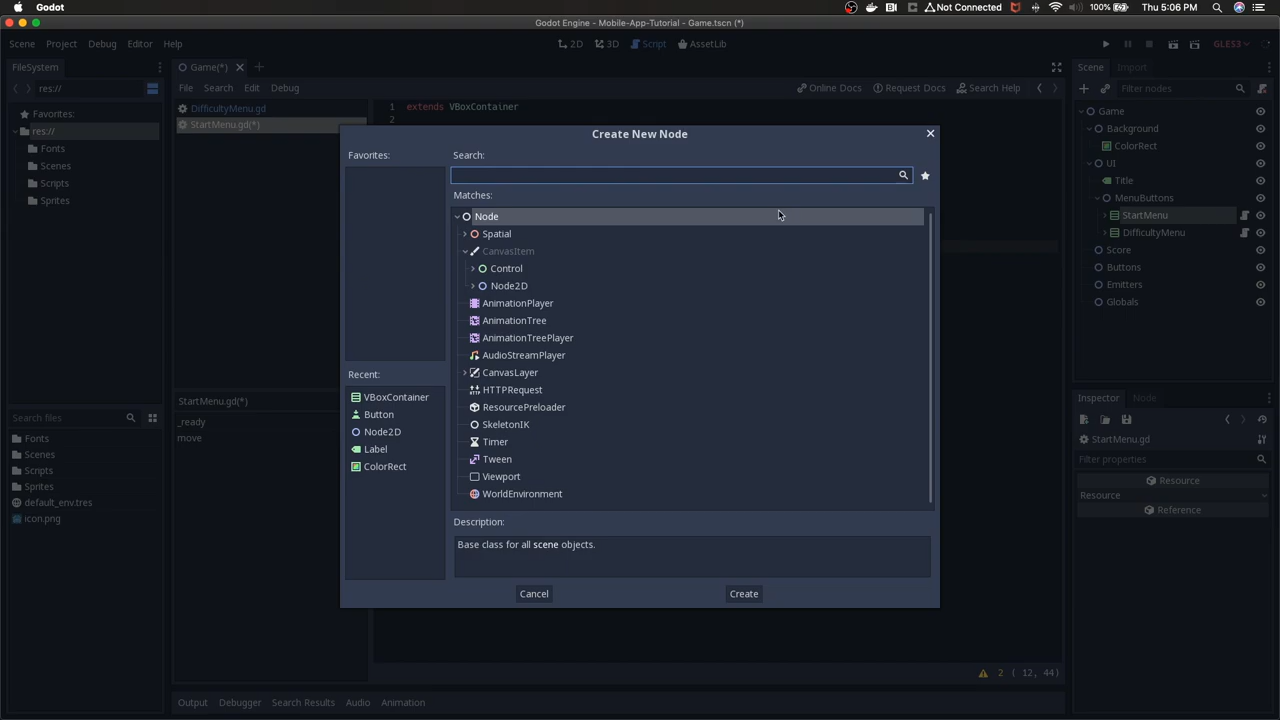 Godot
Not Connected
100%
Thu 5:06 PM
Godot Engine - Mobile-App-Tutorial - Game.tscn (*)
Scene Project Debug Editor Help
2D 3D Script AssetLib
GLES3
FileSystem
Game(*)
Scene Import
res://
File Search Edit Debug
Online Docs Request Docs Search Help
Filter nodes
Favorites:
res://
Fonts
Scenes
Scripts
Sprites
DifficultyMenu.gd
StartMenu.gd(*)
extends VBoxContainer
2
Create New Node
Favorites:
Search:
Matches:
Node
Spatial
CanvasItem
Control
Node2D
AnimationPlayer
AnimationTree
AnimationTreePlayer
AudioStreamPlayer
CanvasLayer
HTTPRequest
ResourcePreloader
SkeletonIK
Timer
Tween
Viewport
WorldEnvironment
Recent:
VBoxContainer
Button
Node2D
Label
ColorRect
Description:
Base class for all scene objects.
Cancel Create
Game
Background
ColorRect
UI
Title
MenuButtons
StartMenu
DifficultyMenu
Score
Buttons
Emitters
Globals
StartMenu.gd(*)
_ready
move
Search files
Fonts
Scenes
Scripts
Sprites
default_env.tres
icon.png
Inspector Node
StartMenu.gd
Filter properties
Resource
Resource
Reference
2 ( 12, 44)
Output Debugger Search Results Audio Animation